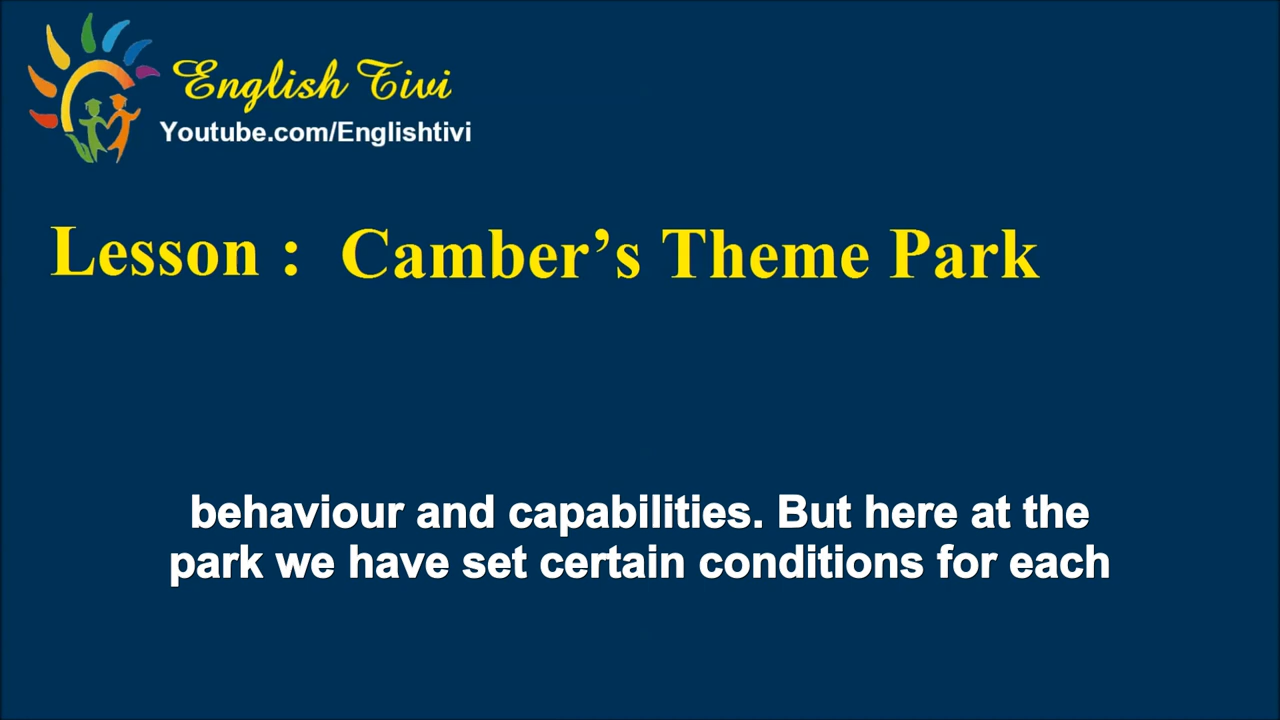 English Tivi
Youtube.com/Englishtivi
Lesson : Camber’s Theme Park
behaviour and capabilities. But here at the
park we have set certain conditions for each